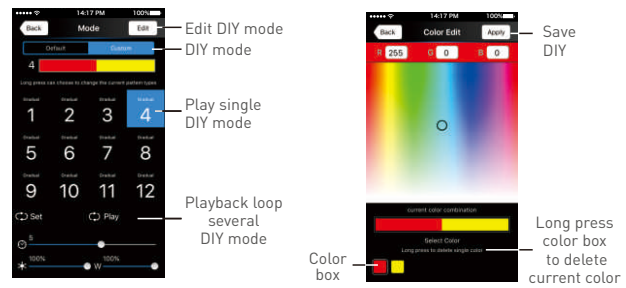 14:17 PM
100%
Back
Mode
Edit
Default
Custom
4
Long press can choose to change the current pattern types
Gradual
Gradual
Gradual
Gradual
1
2
3
4
Gradual
Gradual
Gradual
Gradual
5
6
7
8
Gradual
Gradual
Gradual
Gradual
9
10
11
12
Set
Play
5
100%
100%
W
Edit DIY mode
DIY mode
Play single
DIY mode
Playback loop
several
DIY mode
14:17 PM
100%
Back
Color Edit
Apply
R 255
G 0
B 0
current color combination
Select Color
Long press to delete single color
Save
DIY
Color
box
Long press
color box
to delete
current color